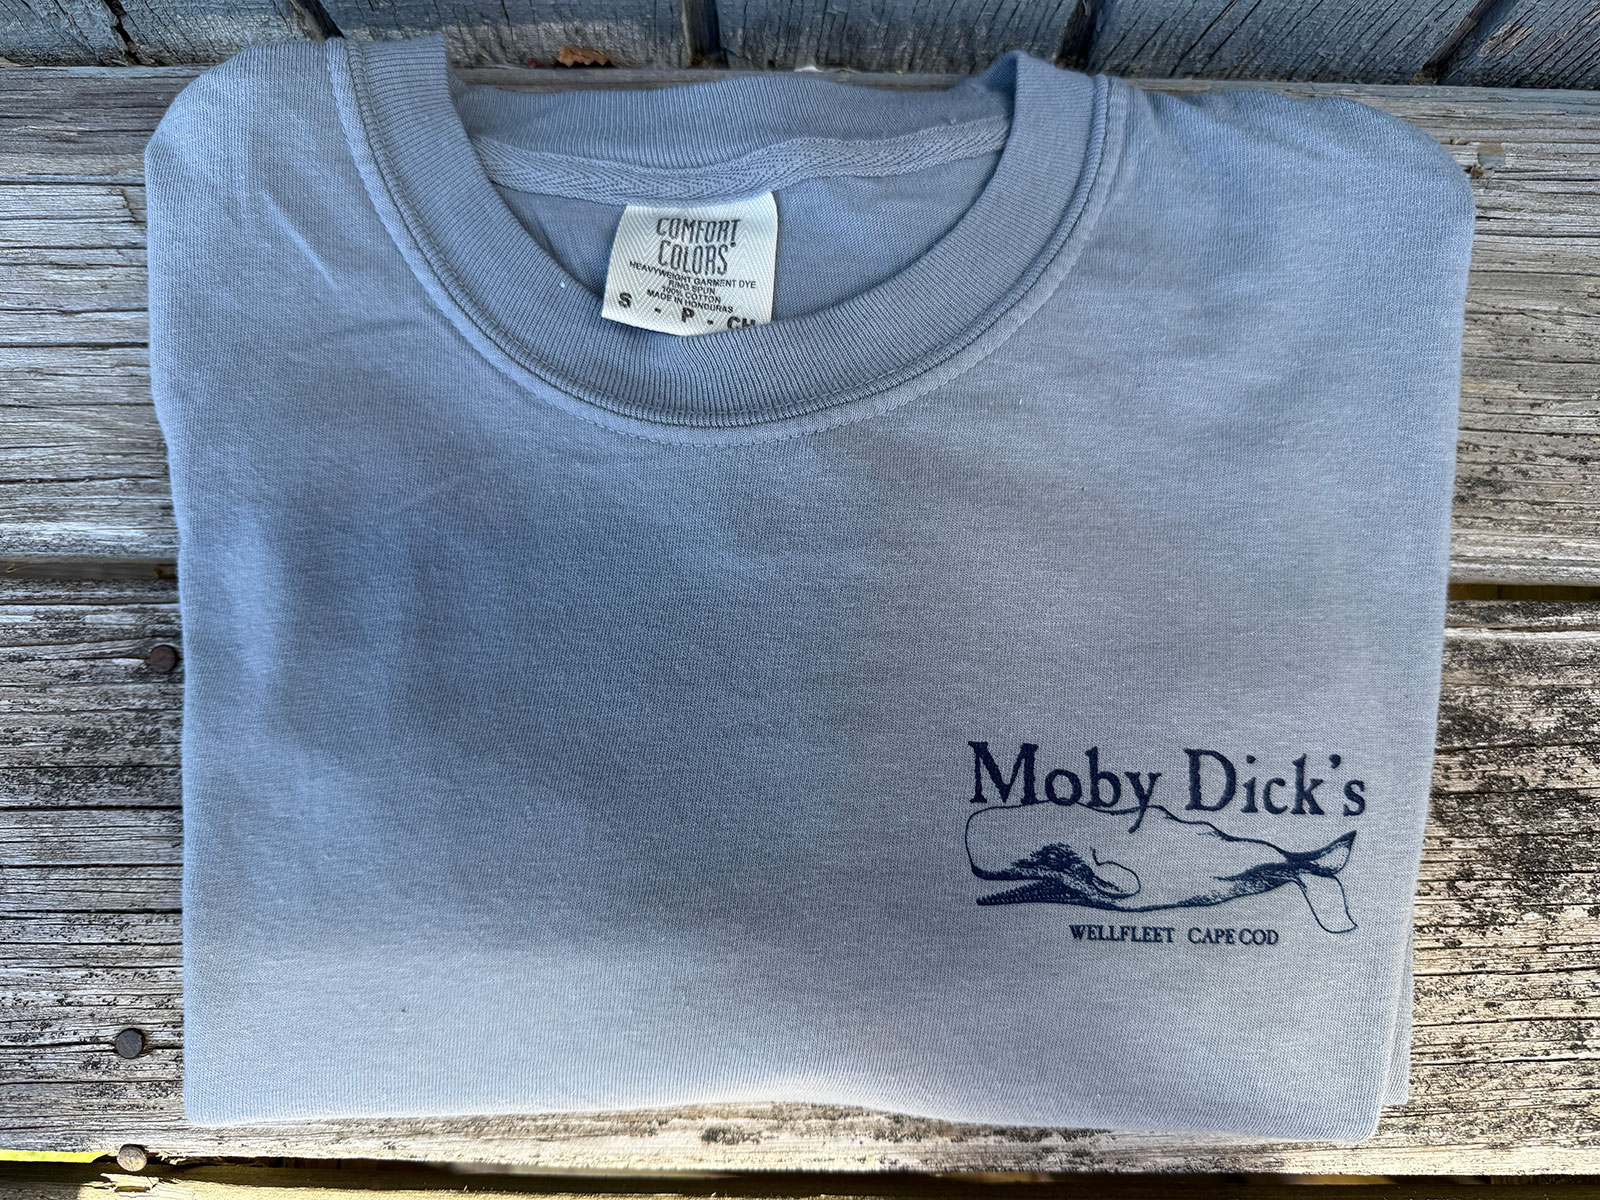 COMFORT
COLORS®
HEAVYWEIGHT GARMENT DYE
RING SPUN
100% COTTON
MADE IN HONDURAS
S - P - CH
Moby Dick's
WELLFLEET CAPE COD